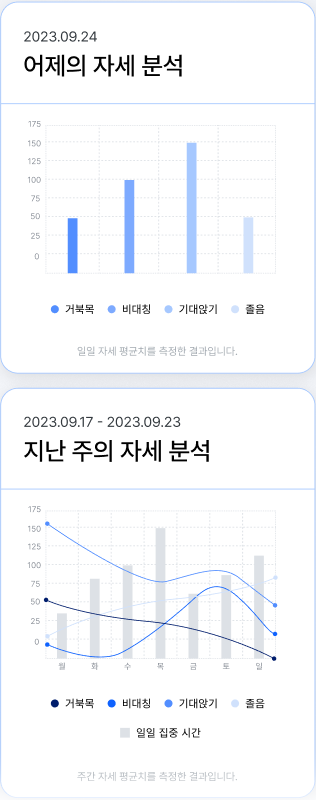 2023.09.24
어제의 자세 분석
175
150
125
100
75
50
25
0
거북목 비대칭 기대앉기 졸음
일일 자세 평균치를 측정한 결과입니다.
2023.09.17 - 2023.09.23
지난 주의 자세 분석
175
150
125
100
75
50
25
0
월 화 수 목 금 토 일
거북목 비대칭 기대앉기 졸음
일일 집중 시간
주간 자세 평균치를 측정한 결과입니다.